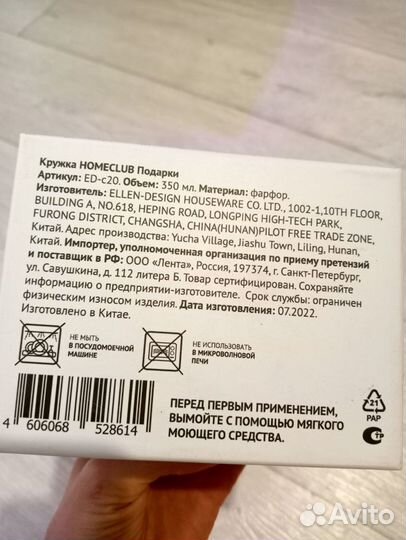 Кружка HOMECLUB Подарки
Артикул: ED-c20. Объем: 350 мл. Материал: фарфор.
Изготовитель: ELLEN-DESIGN HOUSEWARE CO. LTD., 1002-1,10TH FLOOR,
BUILDING A, NO.618, HEPING ROAD, LONGPING HIGH-TECH PARK,
FURONG DISTRICT, CHANGSHA, CHINA(HUNAN)PILOT FREE TRADE ZONE,
Китай. Адрес производства: Yucha Village, Jiashu Town, Liling, Hunan,
Китай. Импортер, уполномоченная организация по приему претензий
и поставщик в РФ: ООО «Лента», Россия, 197374, г. Санкт-Петербург,
ул. Савушкина, д. 112 литера Б. Товар сертифицирован. Сохраняйте
информацию о предприятии-изготовителе. Срок службы: ограничен
физическим износом изделия. Дата изготовления: 07.2022.
Изготовлено в Китае.
НЕ МЫТЬ
В ПОСУДОМОЕЧНОЙ
МАШИНЕ
НЕ ИСПОЛЬЗОВАТЬ
В МИКРОВОЛНОВОЙ
ПЕЧИ
4 606068 528614
ПЕРЕД ПЕРВЫМ ПРИМЕНЕНИЕМ,
ВЫМОЙТЕ С ПОМОЩЬЮ МЯГКОГО
МОЮЩЕГО СРЕДСТВА.
21
PAP
СТР
Avito